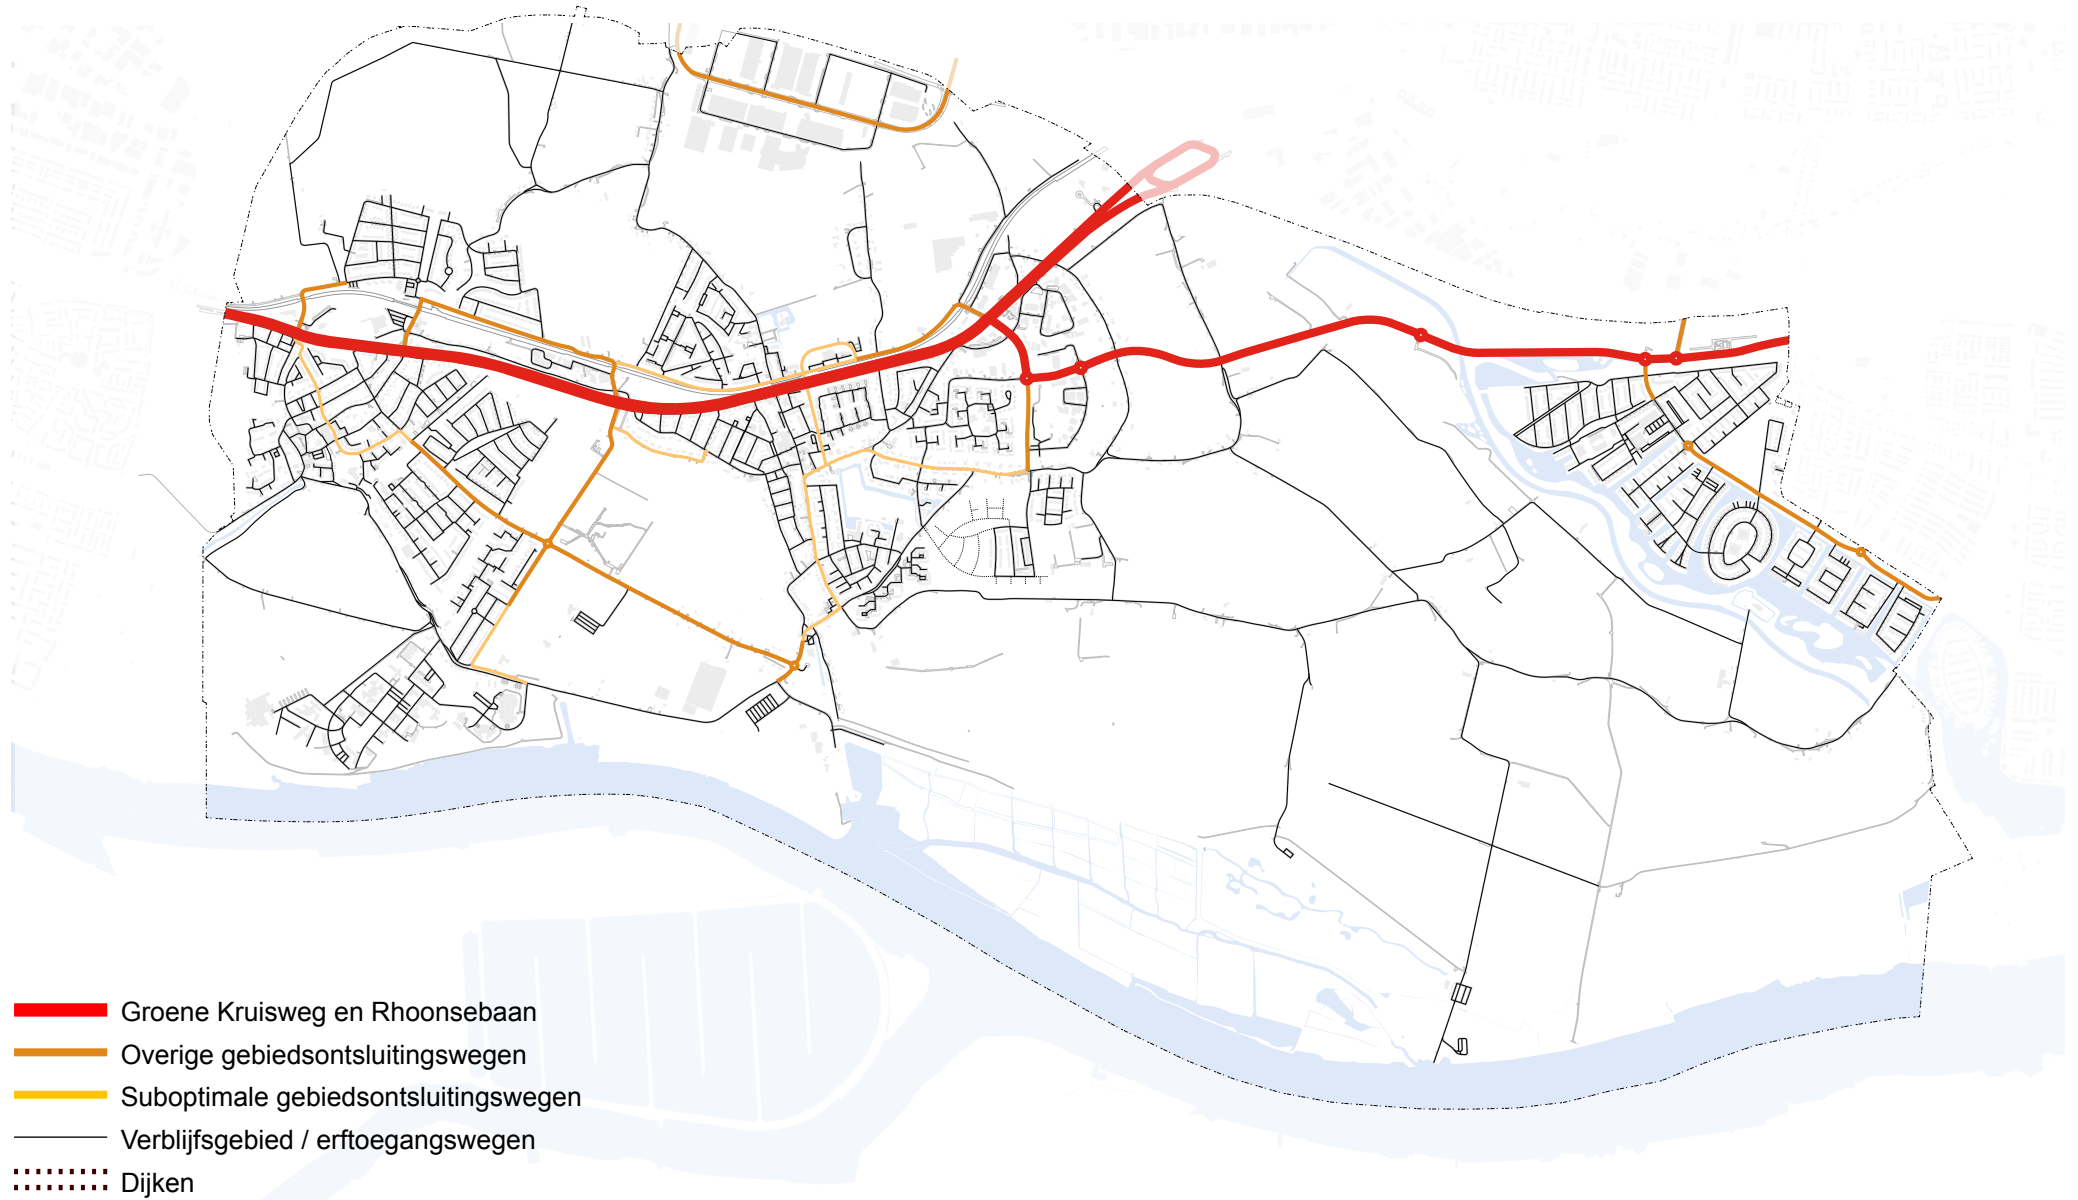 Groene Kruisweg en Rhoonsebaan
Overige gebiedsontsluitingswegen
Suboptimale gebiedsontsluitingswegen
Verblijfsgebied / erftoegangswegen
Dijken